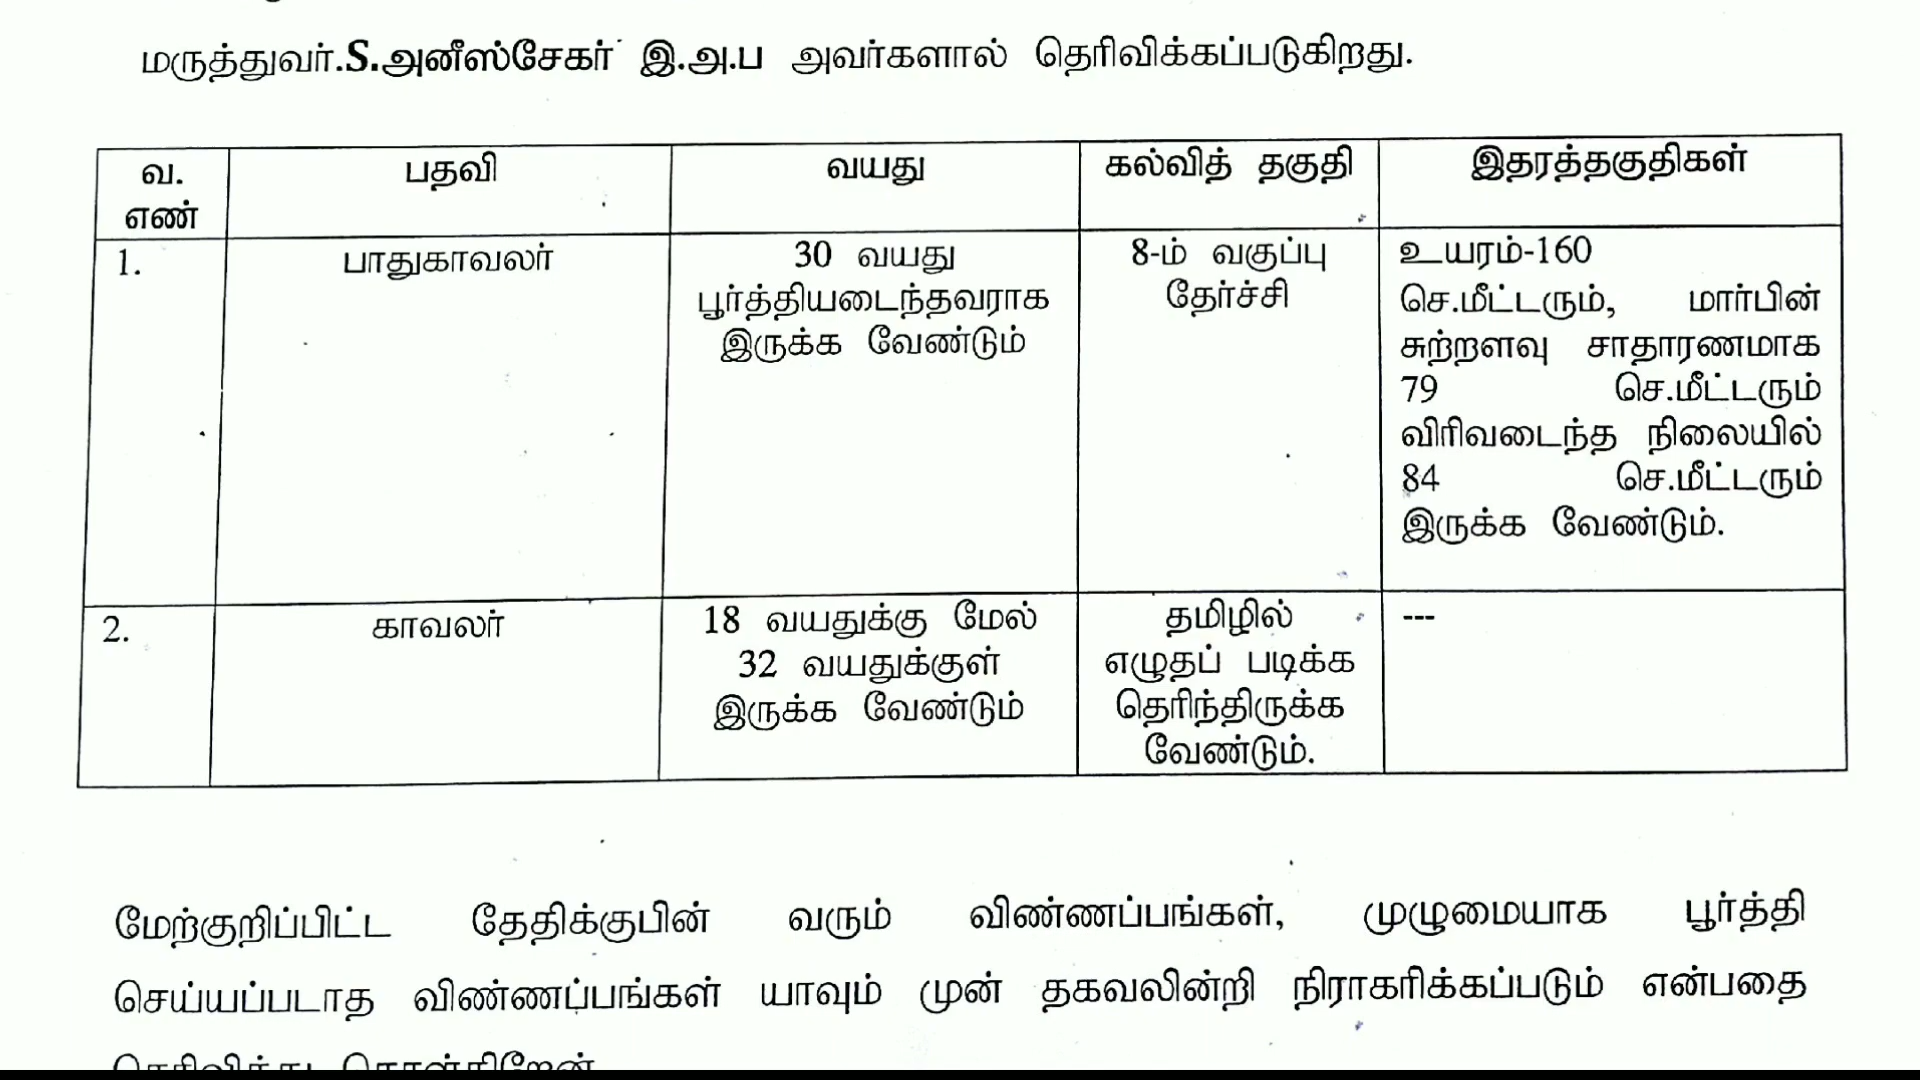 மருத்துவர்.S.அனீஸ்சேகர் இ.அ.ப அவர்களால் தெரிவிக்கப்படுகிறது.
வ. எண்
பதவி
வயது
கல்வித் தகுதி
இதரத்தகுதிகள்
1.
பாதுகாவலர்
30 வயது
பூர்த்தியடைந்தவராக
இருக்க வேண்டும்
8-ம் வகுப்பு
தேர்ச்சி
உயரம்-160
செ.மீட்டரும், மார்பின்
சுற்றளவு சாதாரணமாக
79 செ.மீட்டரும்
விரிவடைந்த நிலையில்
84 செ.மீட்டரும்
இருக்க வேண்டும்.
2.
காவலர்
18 வயதுக்கு மேல்
32 வயதுக்குள்
இருக்க வேண்டும்
தமிழில்
எழுதப் படிக்க
தெரிந்திருக்க
வேண்டும்.
---
மேற்குறிப்பிட்ட தேதிக்குபின் வரும் விண்ணப்பங்கள், முழுமையாக பூர்த்தி
செய்யப்படாத விண்ணப்பங்கள் யாவும் முன் தகவலின்றி நிராகரிக்கப்படும் என்பதை